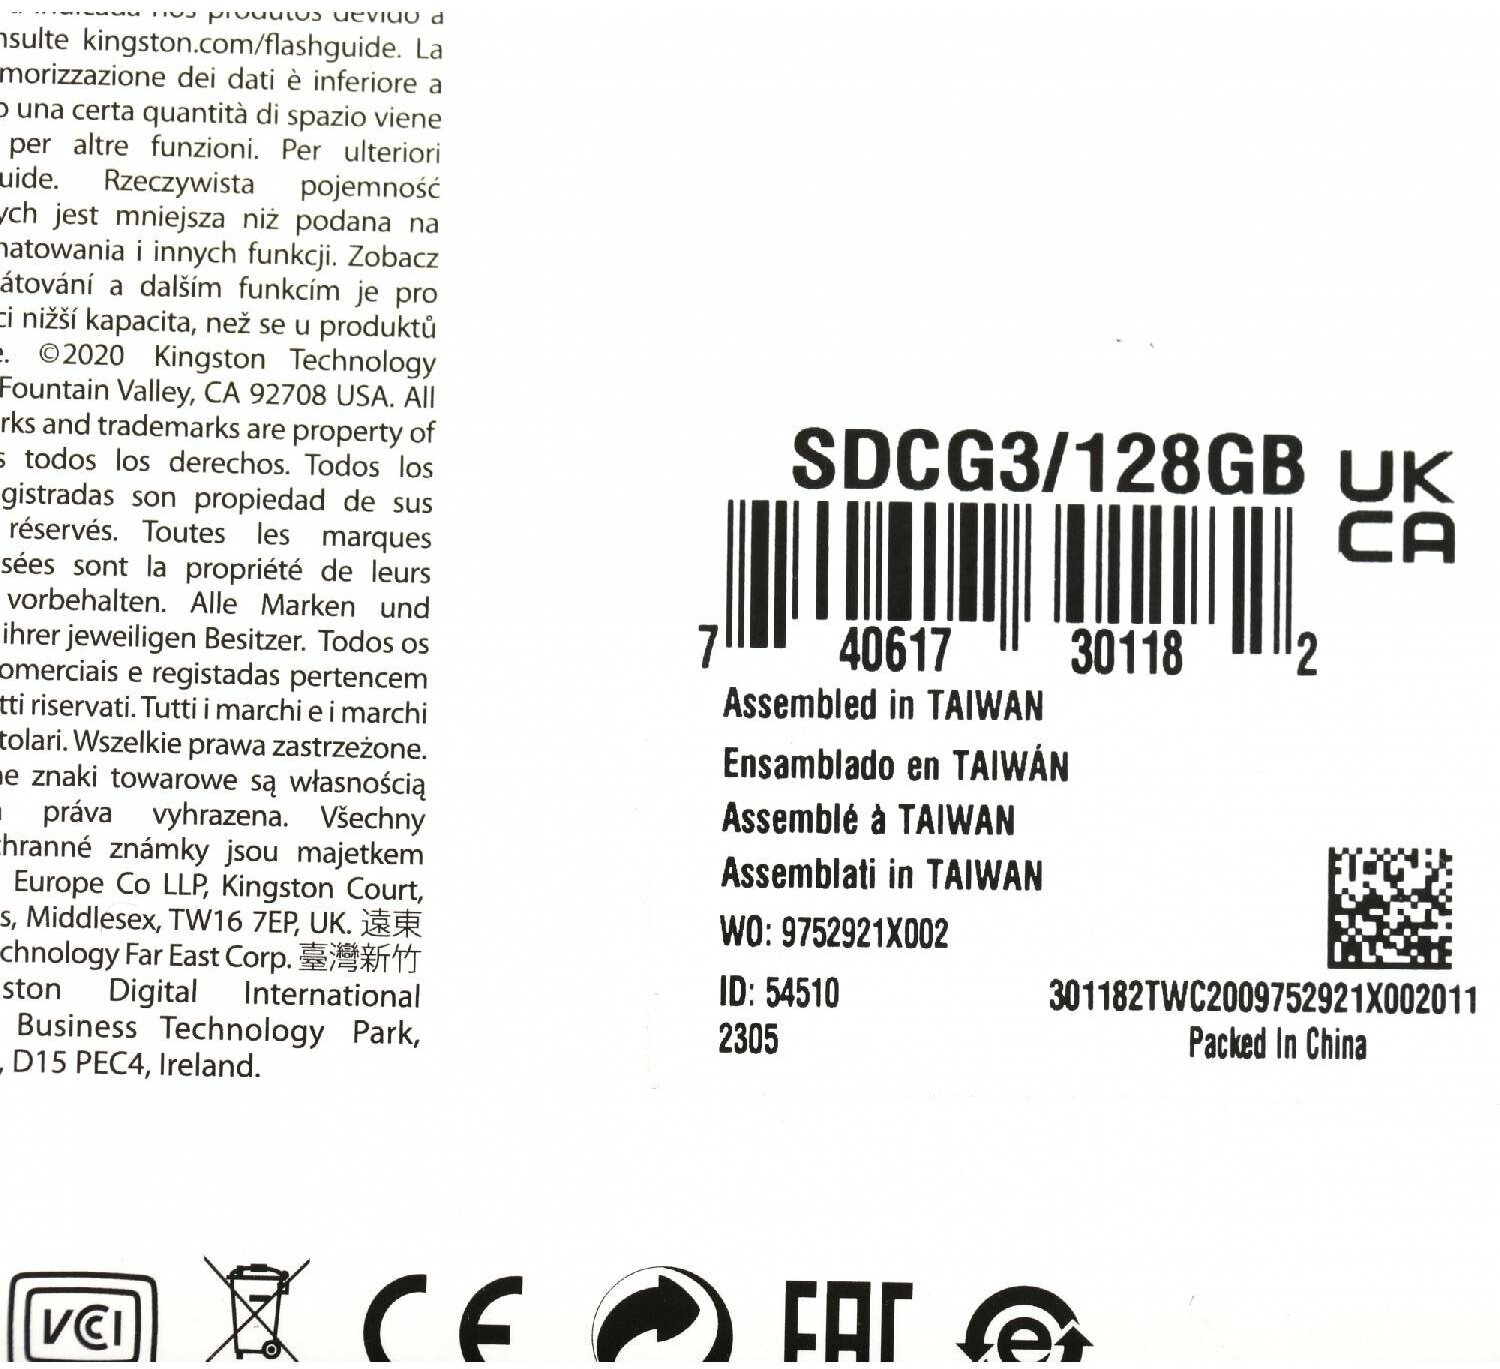 a indicada nos produtos devido a
nsulte kingston.com/flashguide. La
morizzazione dei dati è inferiore a
o una certa quantità di spazio viene
per altre funzioni. Per ulteriori
uide. Rzeczywista pojemność
ych jest mniejsza niż podana na
natowania i innych funkcji. Zobacz
átování a dalším funkcím je pro
ci nižší kapacita, než se u produktů
e. ©2020 Kingston Technology
Fountain Valley, CA 92708 USA. All
rks and trademarks are property of
s todos los derechos. Todos los
gistradas son propiedad de sus
réservés. Toutes les marques
sées sont la propriété de leurs
vorbehalten. Alle Marken und
ihrer jeweiligen Besitzer. Todos os
omerciais e registadas pertencem
tti riservati. Tutti i marchi e i marchi
tolari. Wszelkie prawa zastrzeżone.
ne znaki towarowe są własnością
práva vyhrazena. Všechny
chranné známky jsou majetkem
Europe Co LLP, Kingston Court,
s, Middlesex, TW16 7EP, UK. 遠東
chnology Far East Corp. 臺灣新竹
ston Digital International
Business Technology Park,
, D15 PEC4, Ireland.
SDCG3/128GB
UK
CA
7 40617 30118 2
Assembled in TAIWAN
Ensamblado en TAIWÁN
Assemblé à TAIWAN
Assemblati in TAIWAN
WO: 9752921X002
ID: 54510
2305
301182TWC2009752921X002011
Packed In China
VCCI
CE
EAC
e